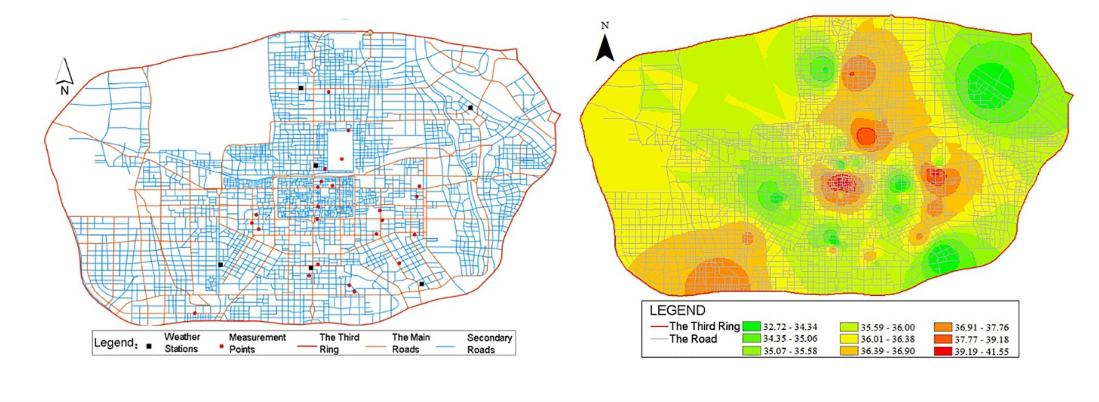 N
Legend:
Weather Stations
Measurement Points
The Third Ring
The Main Roads
Secondary Roads
N
LEGEND
The Third Ring
The Road
32.72 - 34.34
34.35 - 35.06
35.07 - 35.58
35.59 - 36.00
36.01 - 36.38
36.39 - 36.90
36.91 - 37.76
37.77 - 39.18
39.19 - 41.55